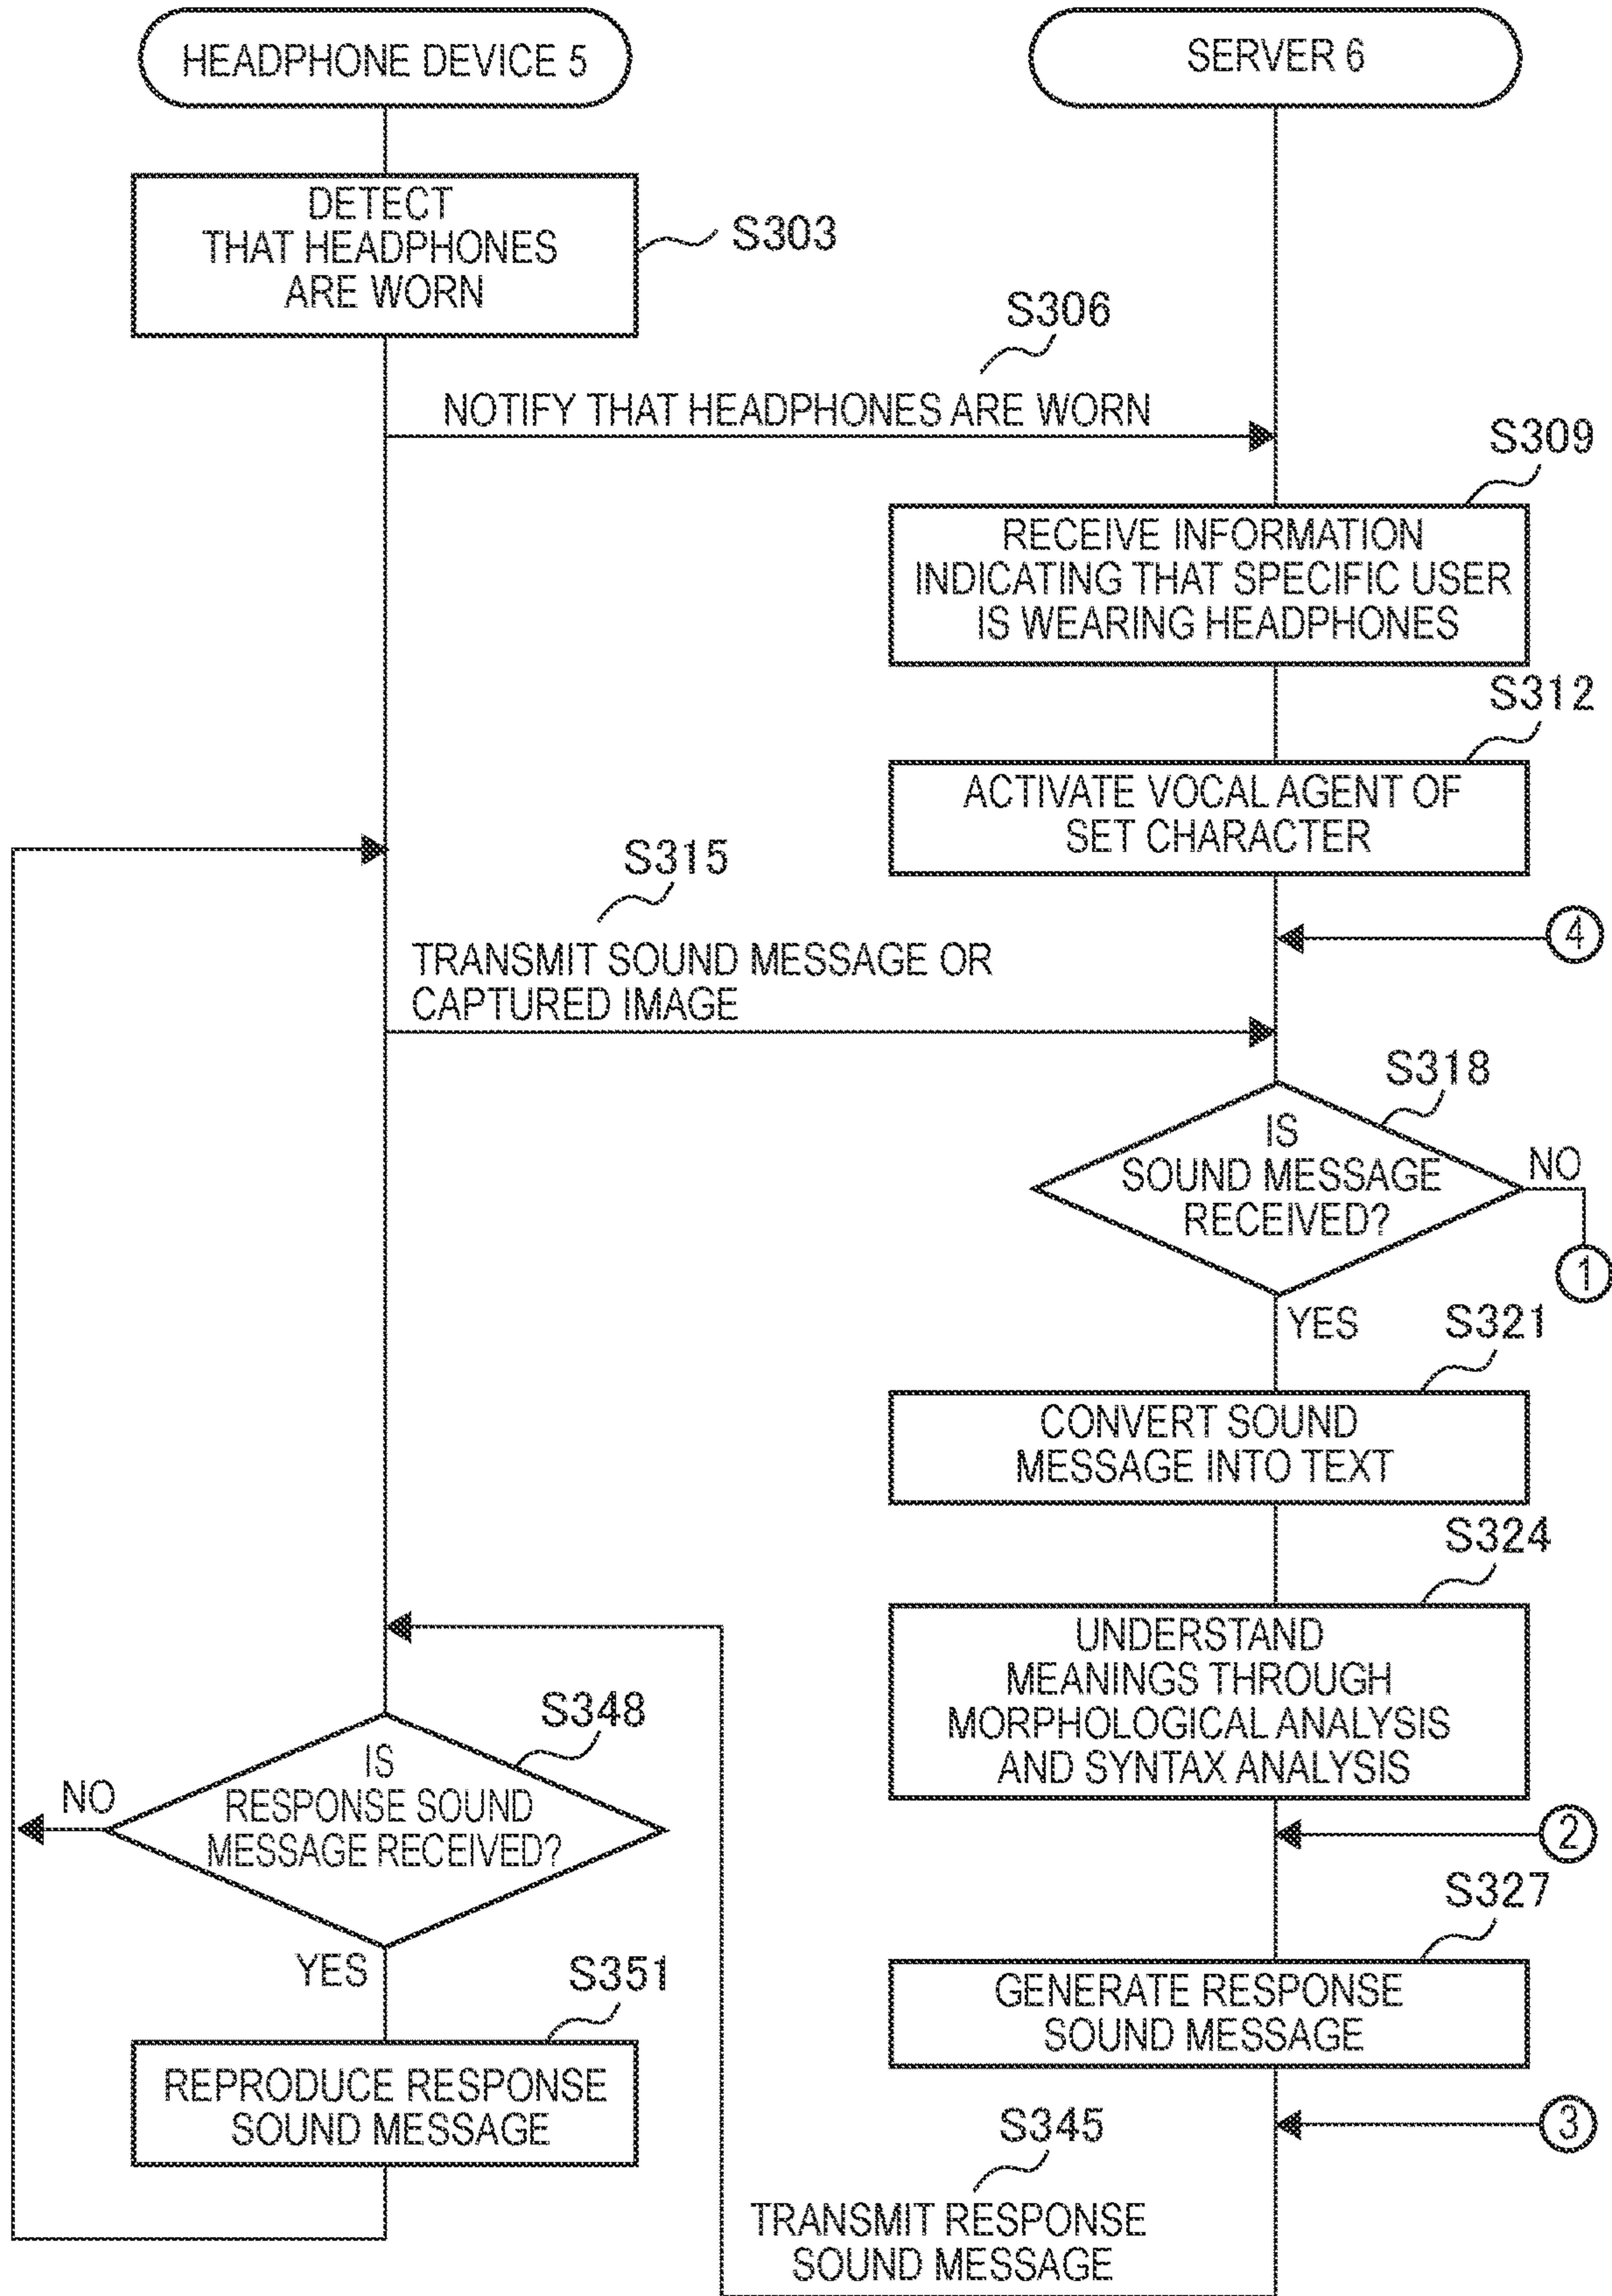 HEADPHONE DEVICE 5
SERVER 6
DETECT
THAT HEADPHONES
ARE WORN
S303
S306
NOTIFY THAT HEADPHONES ARE WORN
S309
RECEIVE INFORMATION
INDICATING THAT SPECIFIC USER
IS WEARING HEADPHONES
S312
ACTIVATE VOCAL AGENT OF
SET CHARACTER
S315
TRANSMIT SOUND MESSAGE OR
CAPTURED IMAGE
4
S318
IS
SOUND MESSAGE
RECEIVED?
NO
1
YES
S321
CONVERT SOUND
MESSAGE INTO TEXT
S324
UNDERSTAND
MEANINGS THROUGH
MORPHOLOGICAL ANALYSIS
AND SYNTAX ANALYSIS
2
S327
GENERATE RESPONSE
SOUND MESSAGE
3
S345
TRANSMIT RESPONSE
SOUND MESSAGE
S348
IS
RESPONSE SOUND
MESSAGE RECEIVED?
NO
YES
S351
REPRODUCE RESPONSE
SOUND MESSAGE